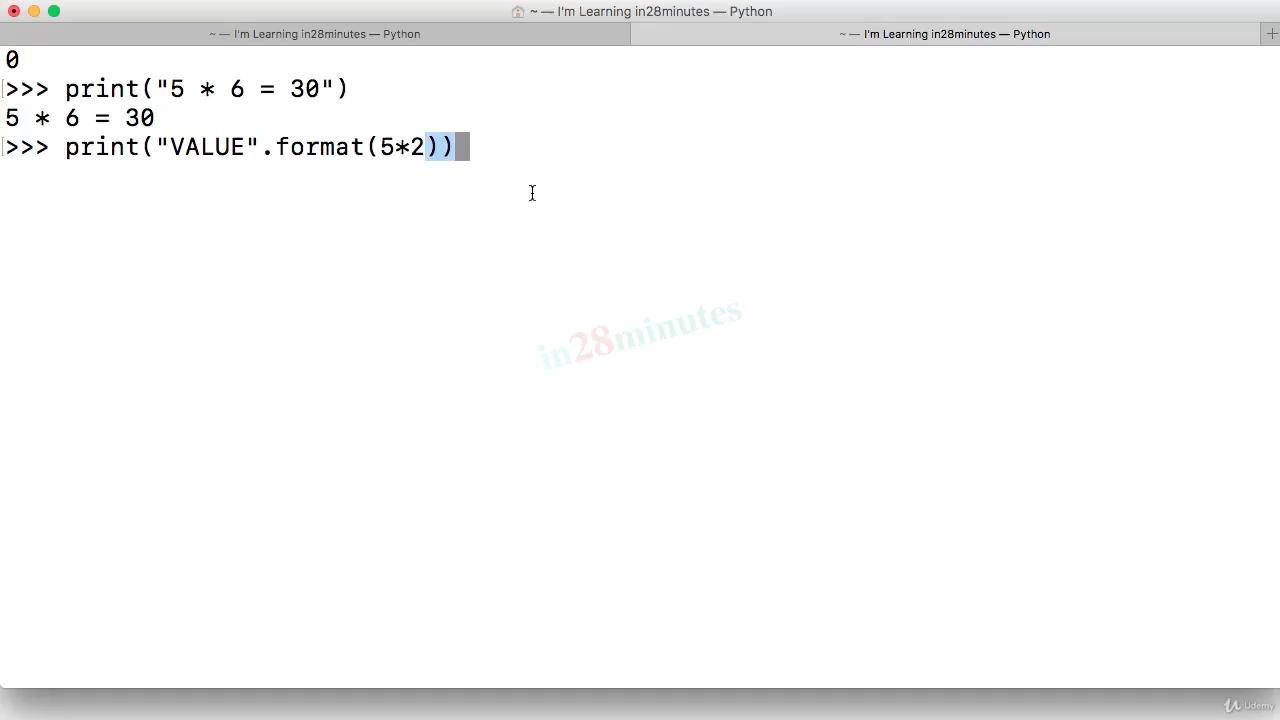 ~ — I'm Learning in28minutes — Python
~ — I'm Learning in28minutes — Python
~ — I'm Learning in28minutes — Python
0
>>> print("5 * 6 = 30")
5 * 6 = 30
>>> print("VALUE".format(5*2))
in28minutes
Udemy